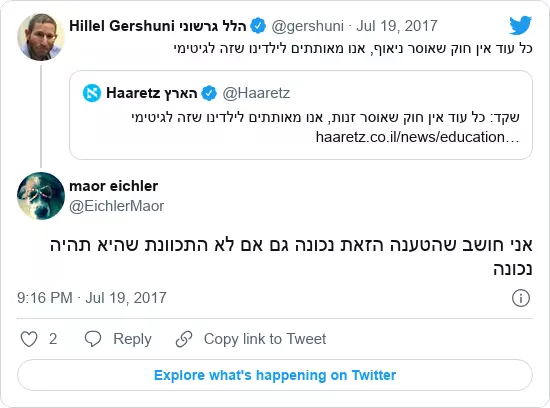 Hillel Gershuni הלל גרשוני @gershuni · Jul 19, 2017
כל עוד אין חוק שאוסר ניאוף, אנו מאותתים לילדינו שזה לגיטימי
Haaretz הארץ @Haaretz
שקד: כל עוד אין חוק שאוסר זנות, אנו מאותתים לילדינו שזה לגיטימי
haaretz.co.il/news/education…
maor eichler
@EichlerMaor
אני חושב שהטענה הזאת נכונה גם אם לא התכוונת שהיא תהיה
נכונה
9:16 PM · Jul 19, 2017
2 Reply Copy link to Tweet
Explore what's happening on Twitter